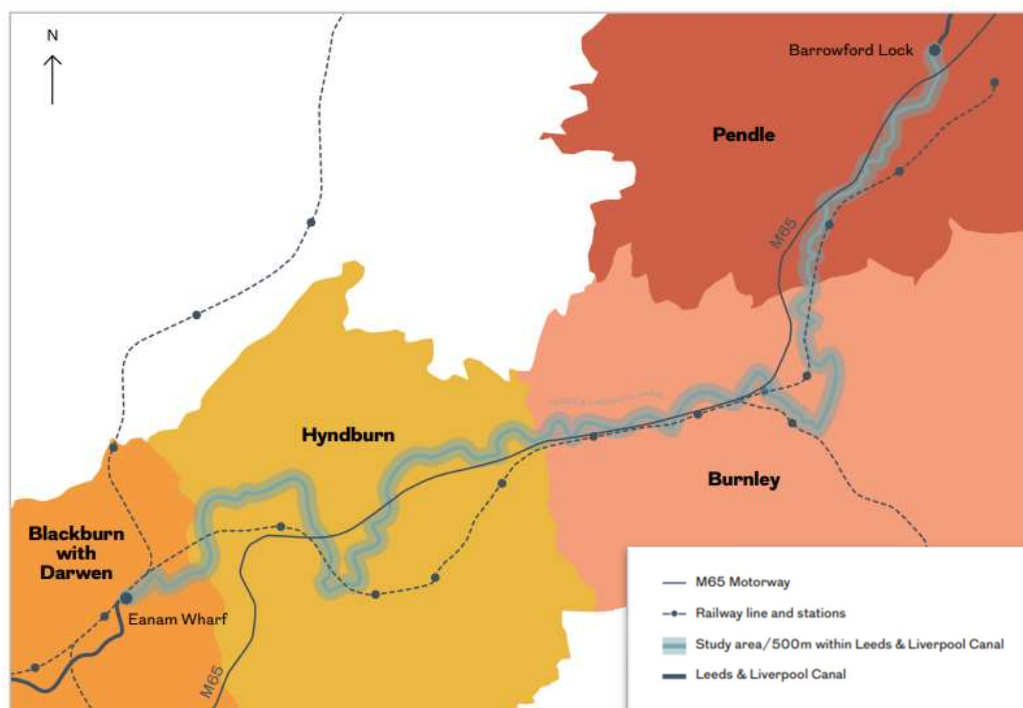 N
Barrowford Lock
Pendle
M65
Hyndburn
Burnley
Blackburn
with
Darwen
Eanam Wharf
M65
M65 Motorway
Railway line and stations
Study area/500m within Leeds & Liverpool Canal
Leeds & Liverpool Canal